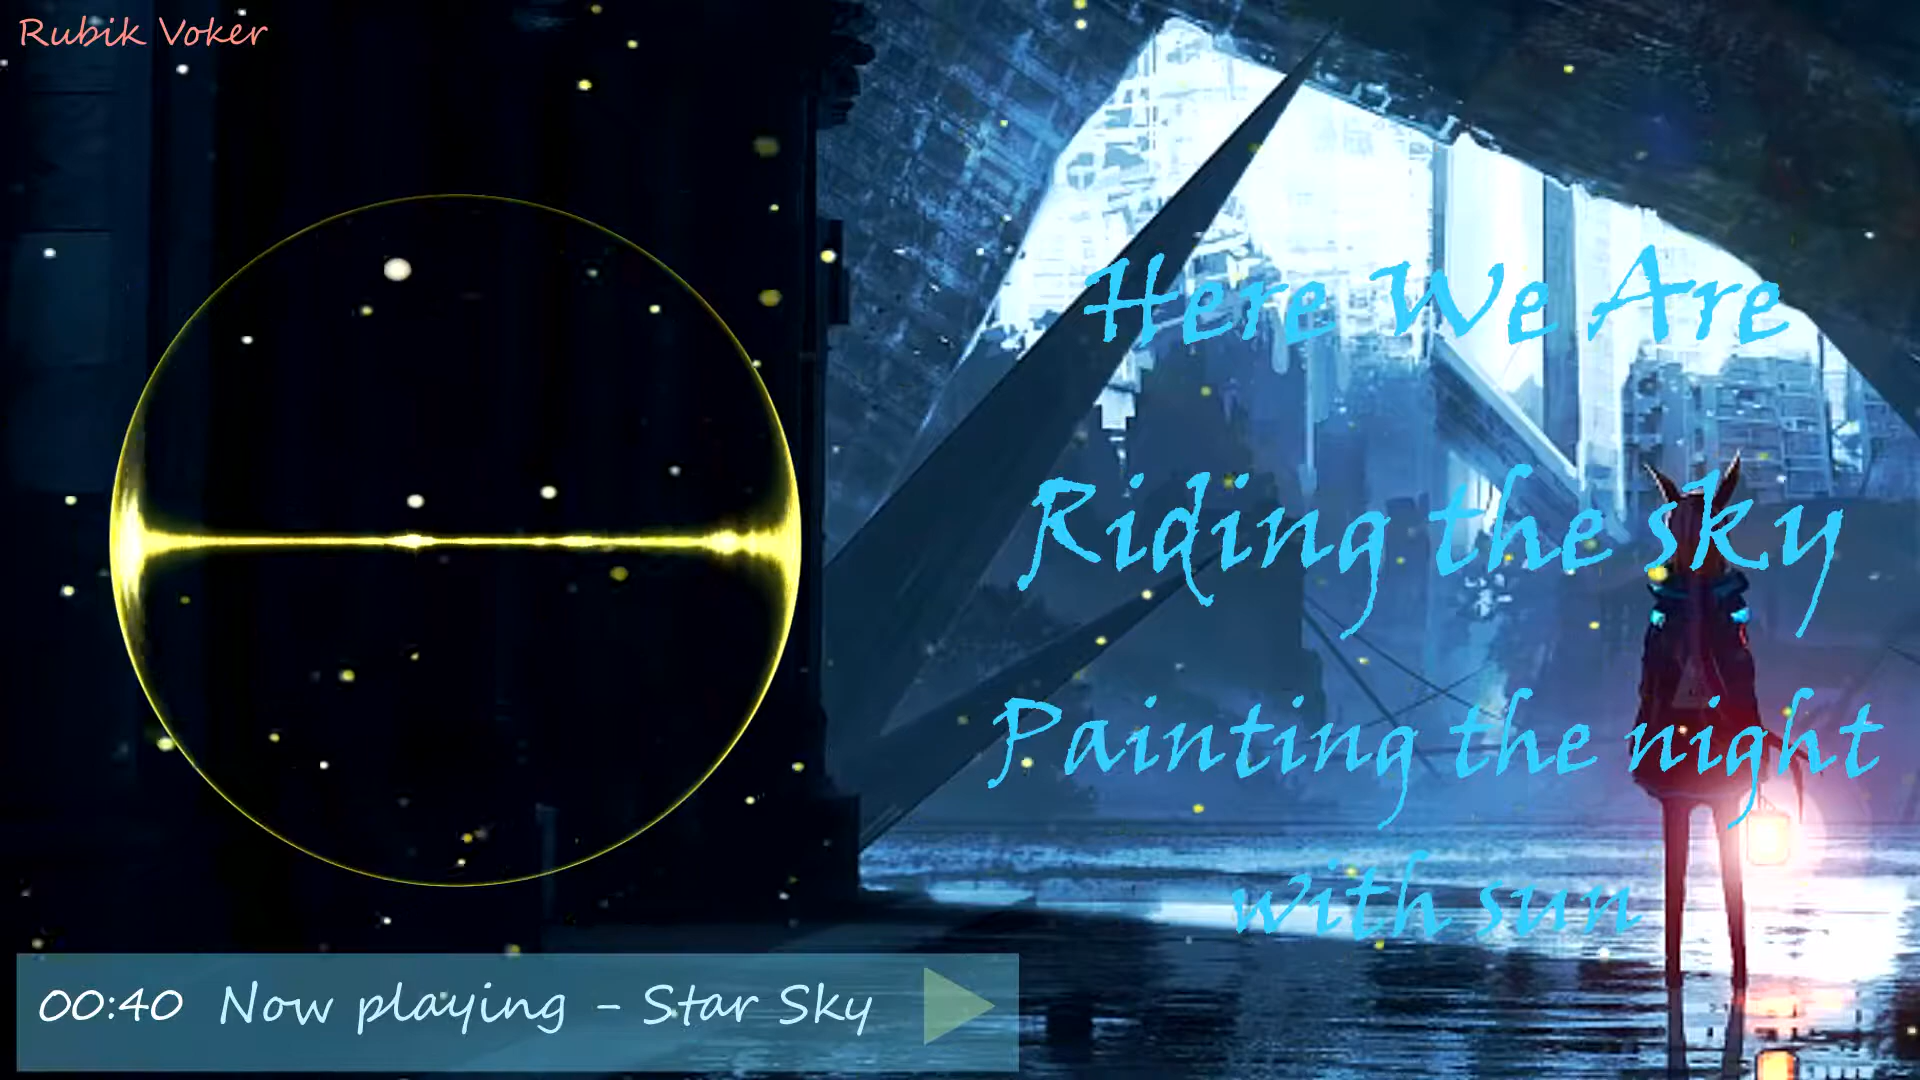 Rubik Voker
Here We Are
Riding the sky
Painting the night
with sun
00:40 Now playing - Star Sky